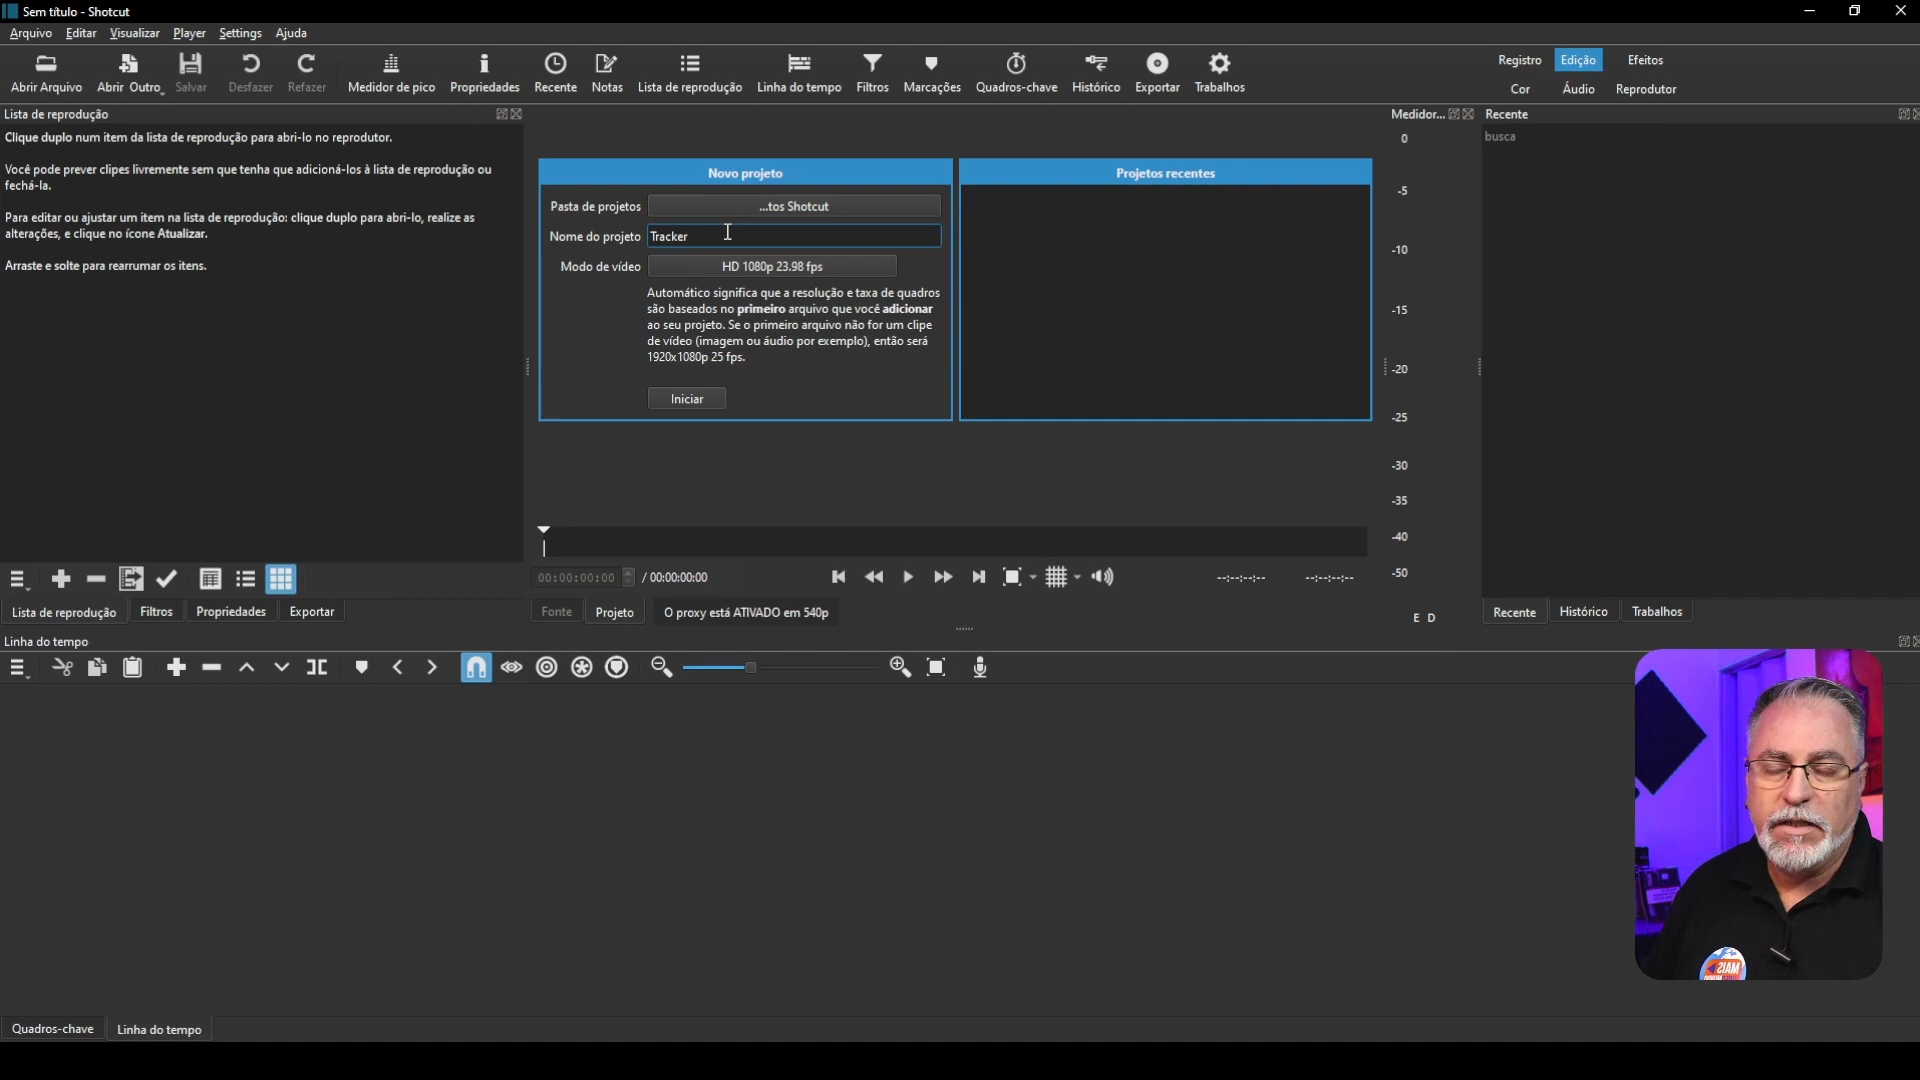 Sem título - Shotcut
Arquivo Editar Visualizar Player Settings Ajuda
Abrir Arquivo Abrir Outro Salvar Desfazer Refazer Medidor de pico Propriedades Recente Notas Lista de reprodução Linha do tempo Filtros Marcações Quadros-chave Histórico Exportar Trabalhos
Registro Edição Efeitos
Cor Áudio Reprodutor
Lista de reprodução
Clique duplo num item da lista de reprodução para abri-lo no reprodutor.
Você pode prever clipes livremente sem que tenha que adicioná-los à lista de reprodução ou
fechá-la.
Para editar ou ajustar um item na lista de reprodução: clique duplo para abri-lo, realize as
alterações, e clique no ícone Atualizar.
Arraste e solte para rearrumar os itens.
Novo projeto
Pasta de projetos ...tos Shotcut
Nome do projeto Tracker
Modo de vídeo HD 1080p 23.98 fps
Automático significa que a resolução e taxa de quadros
são baseados no primeiro arquivo que você adicionar
ao seu projeto. Se o primeiro arquivo não for um clipe
de vídeo (imagem ou áudio por exemplo), então será
1920x1080p 25 fps.
Iniciar
Projetos recentes
Medidor...
0
-5
-10
-15
-20
-25
-30
-35
-40
-50
E D
Recente
busca
00:00:00:00 / 00:00:00:00
--:--:--:-- --:--:--:--
Lista de reprodução Filtros Propriedades Exportar
Fonte Projeto O proxy está ATIVADO em 540p
Recente Histórico Trabalhos
Linha do tempo
Quadros-chave Linha do tempo